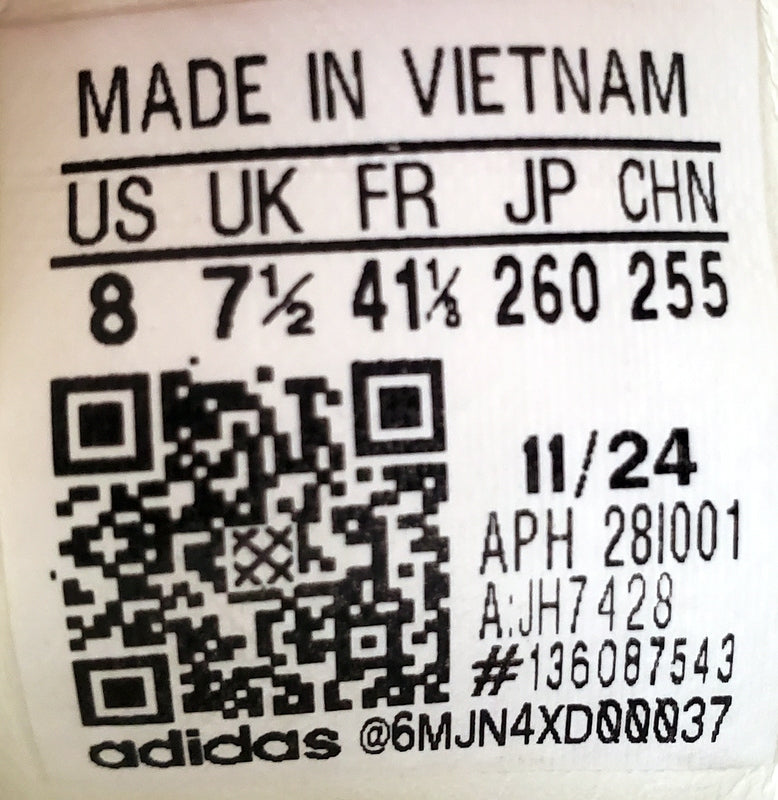 MADE IN VIETNAM
US UK FR JP CHN
8 7½ 41⅓ 260 255
11/24
APH 281001
A:JH7428
#136087543
adidas @6MJN4XD00037